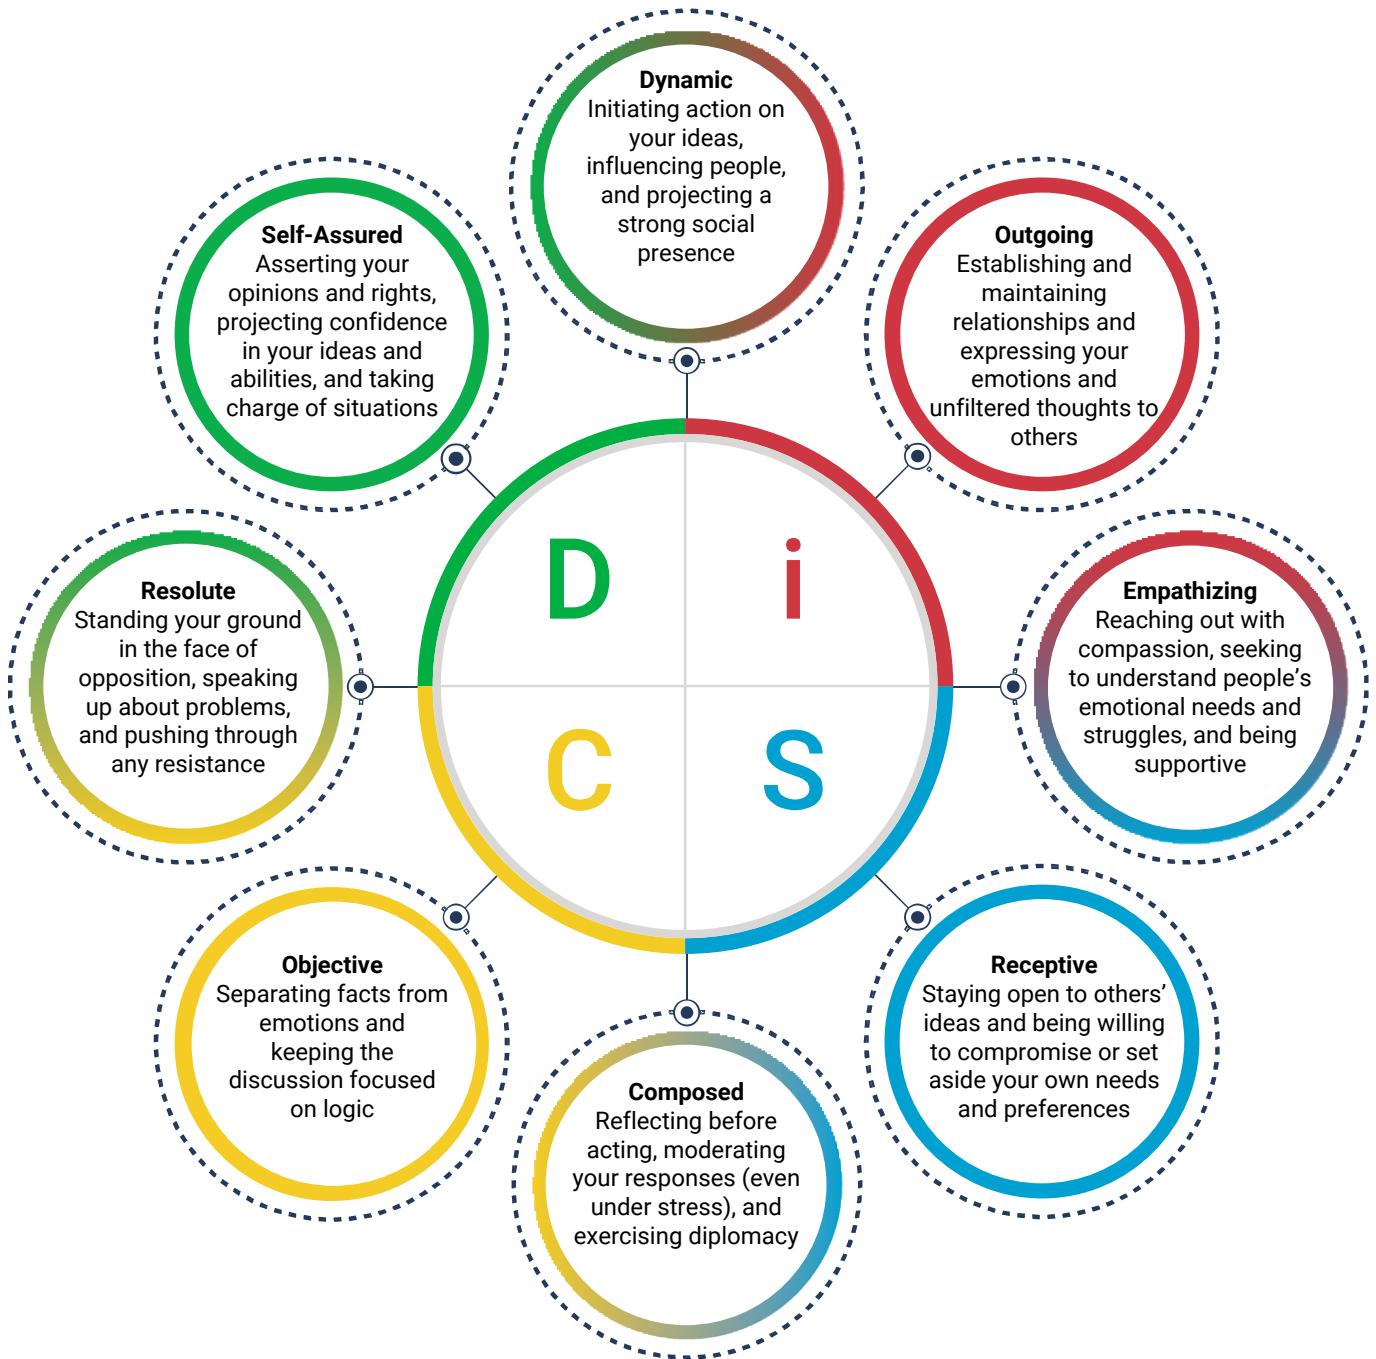 Dynamic
Initiating action on
your ideas,
influencing people,
and projecting a
strong social
presence
Self-Assured
Asserting your
opinions and rights,
projecting confidence
in your ideas and
abilities, and taking
charge of situations
Outgoing
Establishing and
maintaining
relationships and
expressing your
emotions and
unfiltered thoughts to
others
D
i
Resolute
Standing your ground
in the face of
opposition, speaking
up about problems,
and pushing through
any resistance
Empathizing
Reaching out with
compassion, seeking
to understand people’s
emotional needs and
struggles, and being
supportive
C
S
Objective
Separating facts from
emotions and
keeping the
discussion focused
on logic
Receptive
Staying open to others’
ideas and being willing
to compromise or set
aside your own needs
and preferences
Composed
Reflecting before
acting, moderating
your responses (even
under stress), and
exercising diplomacy